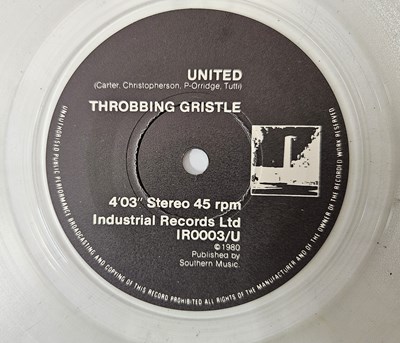 UNITED
(Carter, Christopherson, P-Orridge, Tutti)
THROBBING GRISTLE
4'03" Stereo 45 rpm
Industrial Records Ltd
IR0003/U
©1980
Published by
Southern Music.
UNAUTHORISED PUBLIC PERFORMANCE BROADCASTING AND COPYING OF THIS RECORD PROHIBITED ALL RIGHTS OF THE MANUFACTURER AND OF THE OWNER OF THE RECORDED WORK RESERVED